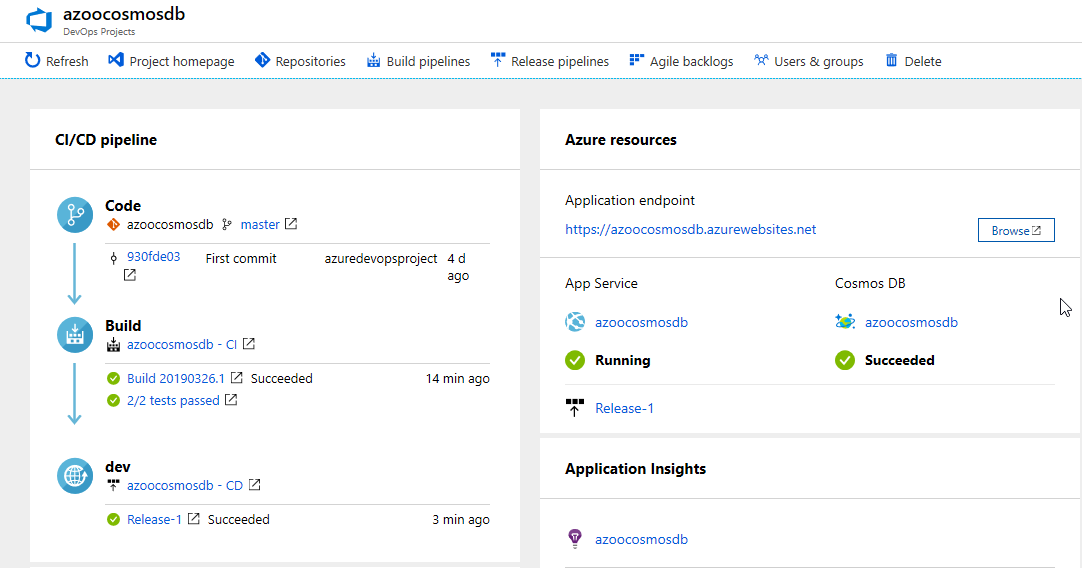 azoocosmosdb
DevOps Projects
Refresh Project homepage Repositories Build pipelines Release pipelines Agile backlogs Users & groups Delete
CI/CD pipeline
Code
azoocosmosdb master
930fde03 First commit azuredevopsproject 4 d
ago
Build
azoocosmosdb - CI
Build 20190326.1 Succeeded 14 min ago
2/2 tests passed
dev
azoocosmosdb - CD
Release-1 Succeeded 3 min ago
Azure resources
Application endpoint
https://azoocosmosdb.azurewebsites.net Browse
App Service Cosmos DB
azoocosmosdb azoocosmosdb
Running Succeeded
Release-1
Application Insights
azoocosmosdb